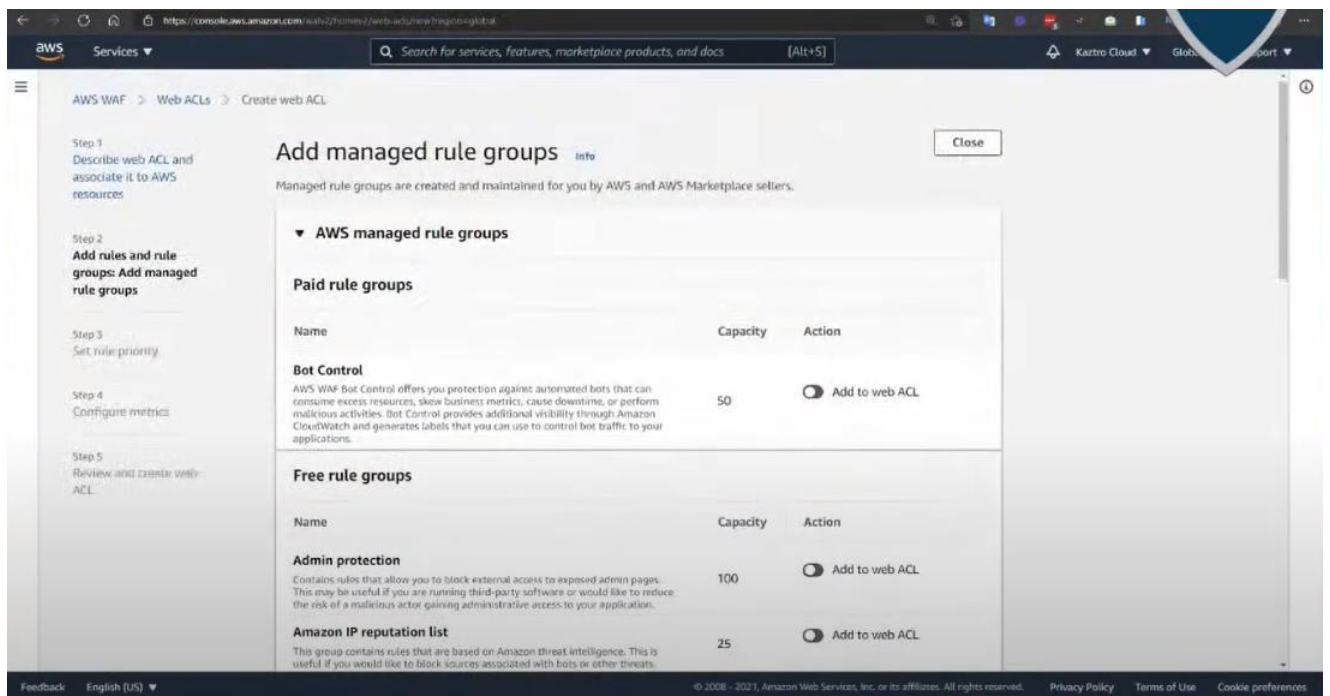 https://console.aws.amazon.com/wafv2/homev2/web-acls/new?region=global
aws
Services ▼
Search for services, features, marketplace products, and docs
[Alt+S]
Kaztro Cloud ▼
AWS WAF > Web ACLs > Create web ACL
Step 1
Describe web ACL and
associate it to AWS
resources
Step 2
Add rules and rule
groups: Add managed
rule groups
Step 3
Set rule priority
Step 4
Configure metrics
Step 5
Review and create web
ACL
Add managed rule groups Info
Close
Managed rule groups are created and maintained for you by AWS and AWS Marketplace sellers.
▼ AWS managed rule groups
Paid rule groups
Name Capacity Action
Bot Control
AWS WAF Bot Control offers you protection against automated bots that can
consume excess resources, skew business metrics, cause downtime, or perform
malicious activities. Bot Control provides additional visibility through Amazon
CloudWatch and generates labels that you can use to control bot traffic to your
applications.
50
Add to web ACL
Free rule groups
Name Capacity Action
Admin protection
Contains rules that allow you to block external access to exposed admin pages.
This may be useful if you are running third-party software or would like to reduce
the risk of a malicious actor gaining administrative access to your application.
100
Add to web ACL
Amazon IP reputation list
This group contains rules that are based on Amazon threat intelligence. This is
useful if you would like to block sources associated with bots or other threats.
25
Add to web ACL
Feedback English (US) ▼
© 2008 - 2021, Amazon Web Services, Inc. or its affiliates. All rights reserved. Privacy Policy Terms of Use Cookie preferences